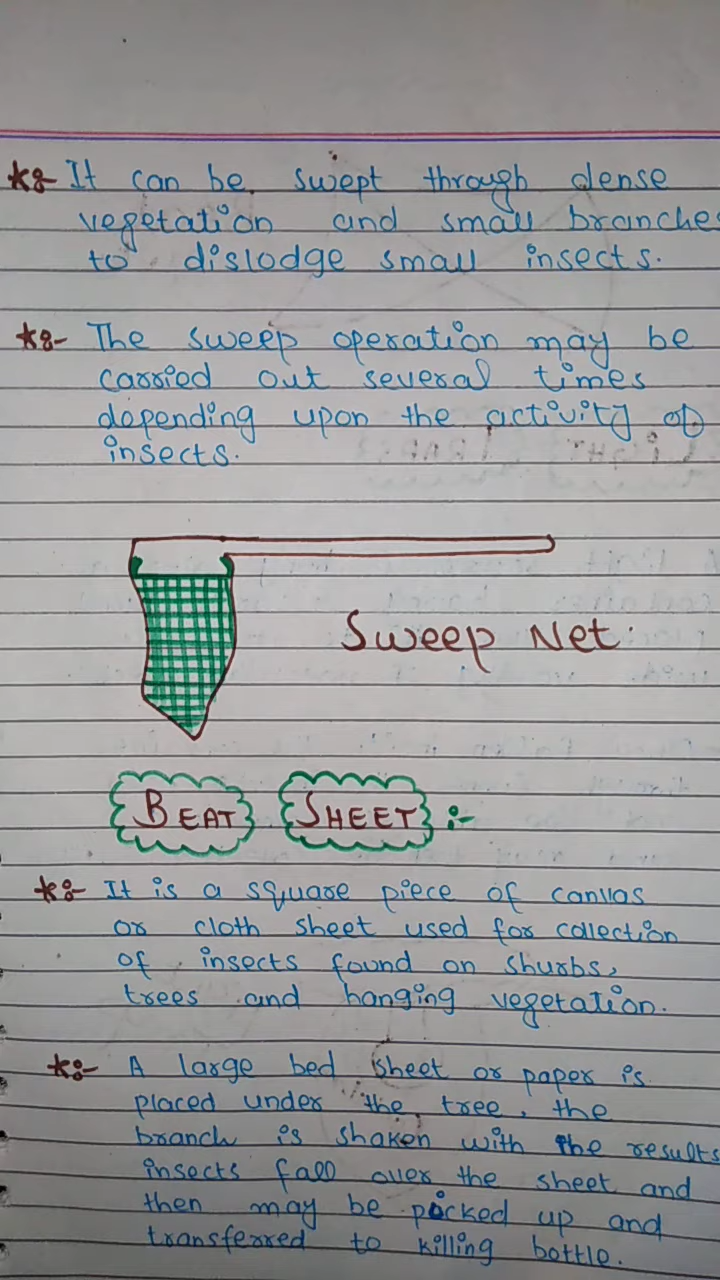 *:- It can be swept through dense
vegetation and small branches
to dislodge small insects.
*:- The sweep operation may be
carried out several times
depending upon the activity of
insects.
Sweep Net.
BEAT SHEET :-
*:- It is a square piece of canvas
or cloth sheet used for collection
of insects found on shurbs,
trees and hanging vegetation.
*:- A large bed sheet or paper is
placed under the tree, the
branch is shaken with the results
insects fall over the sheet and
then may be picked up and
transferred to killing bottle.